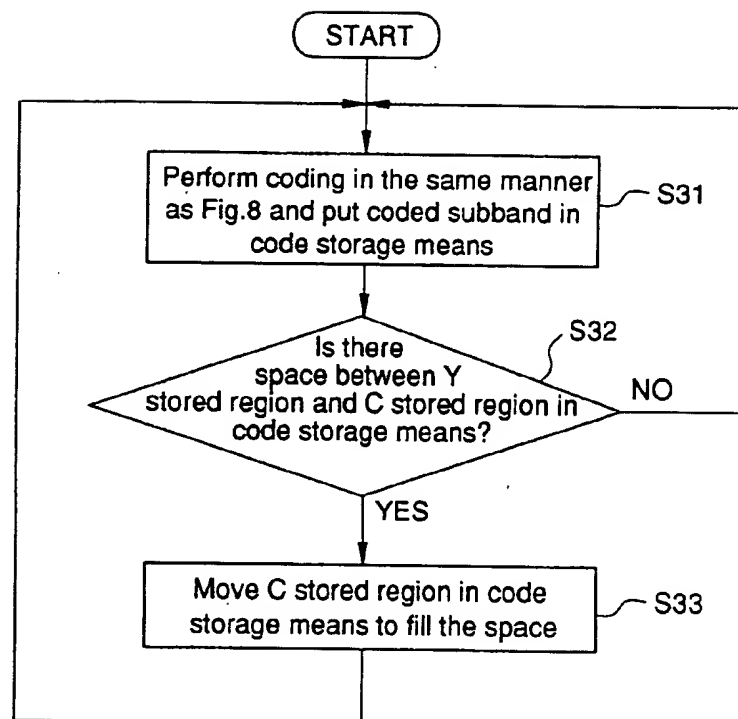 START
Perform coding in the same manner
as Fig.8 and put coded subband in
code storage means
S31
Is there
space between Y
stored region and C stored region in
code storage means?
S32
NO
YES
Move C stored region in code
storage means to fill the space
S33